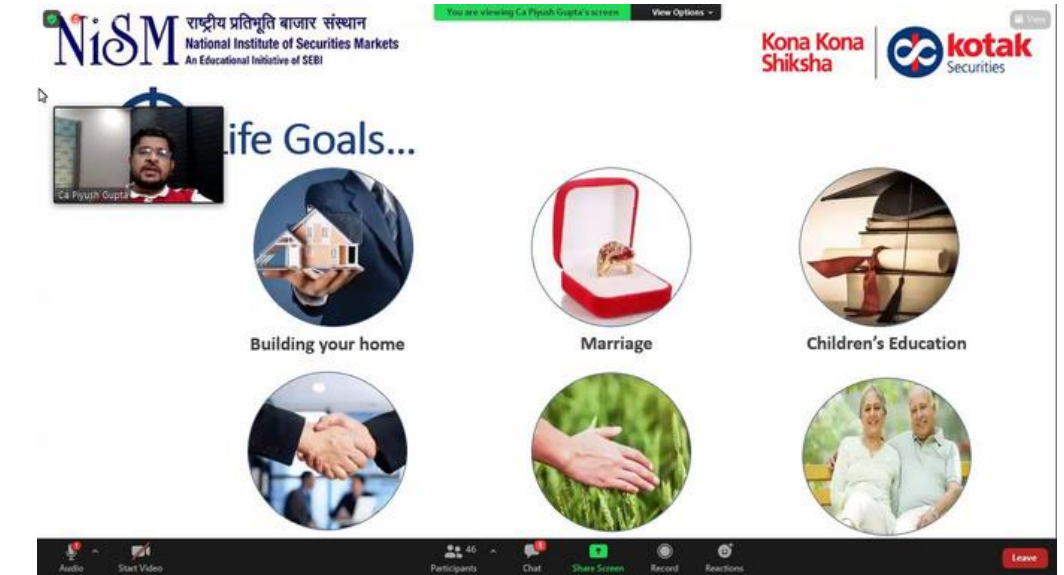 You are viewing Ca Piyush Gupta's screen
View Options
View
NiSM
राष्ट्रीय प्रतिभूति बाजार संस्थान
National Institute of Securities Markets
An Educational Initiative of SEBI
Kona Kona
Shiksha
kotak
Securities
ife Goals...
Ca Piyush Gupta
Building your home
Marriage
Children's Education
46
1
Audio
Start Video
Participants
Chat
Share Screen
Record
Reactions
Leave